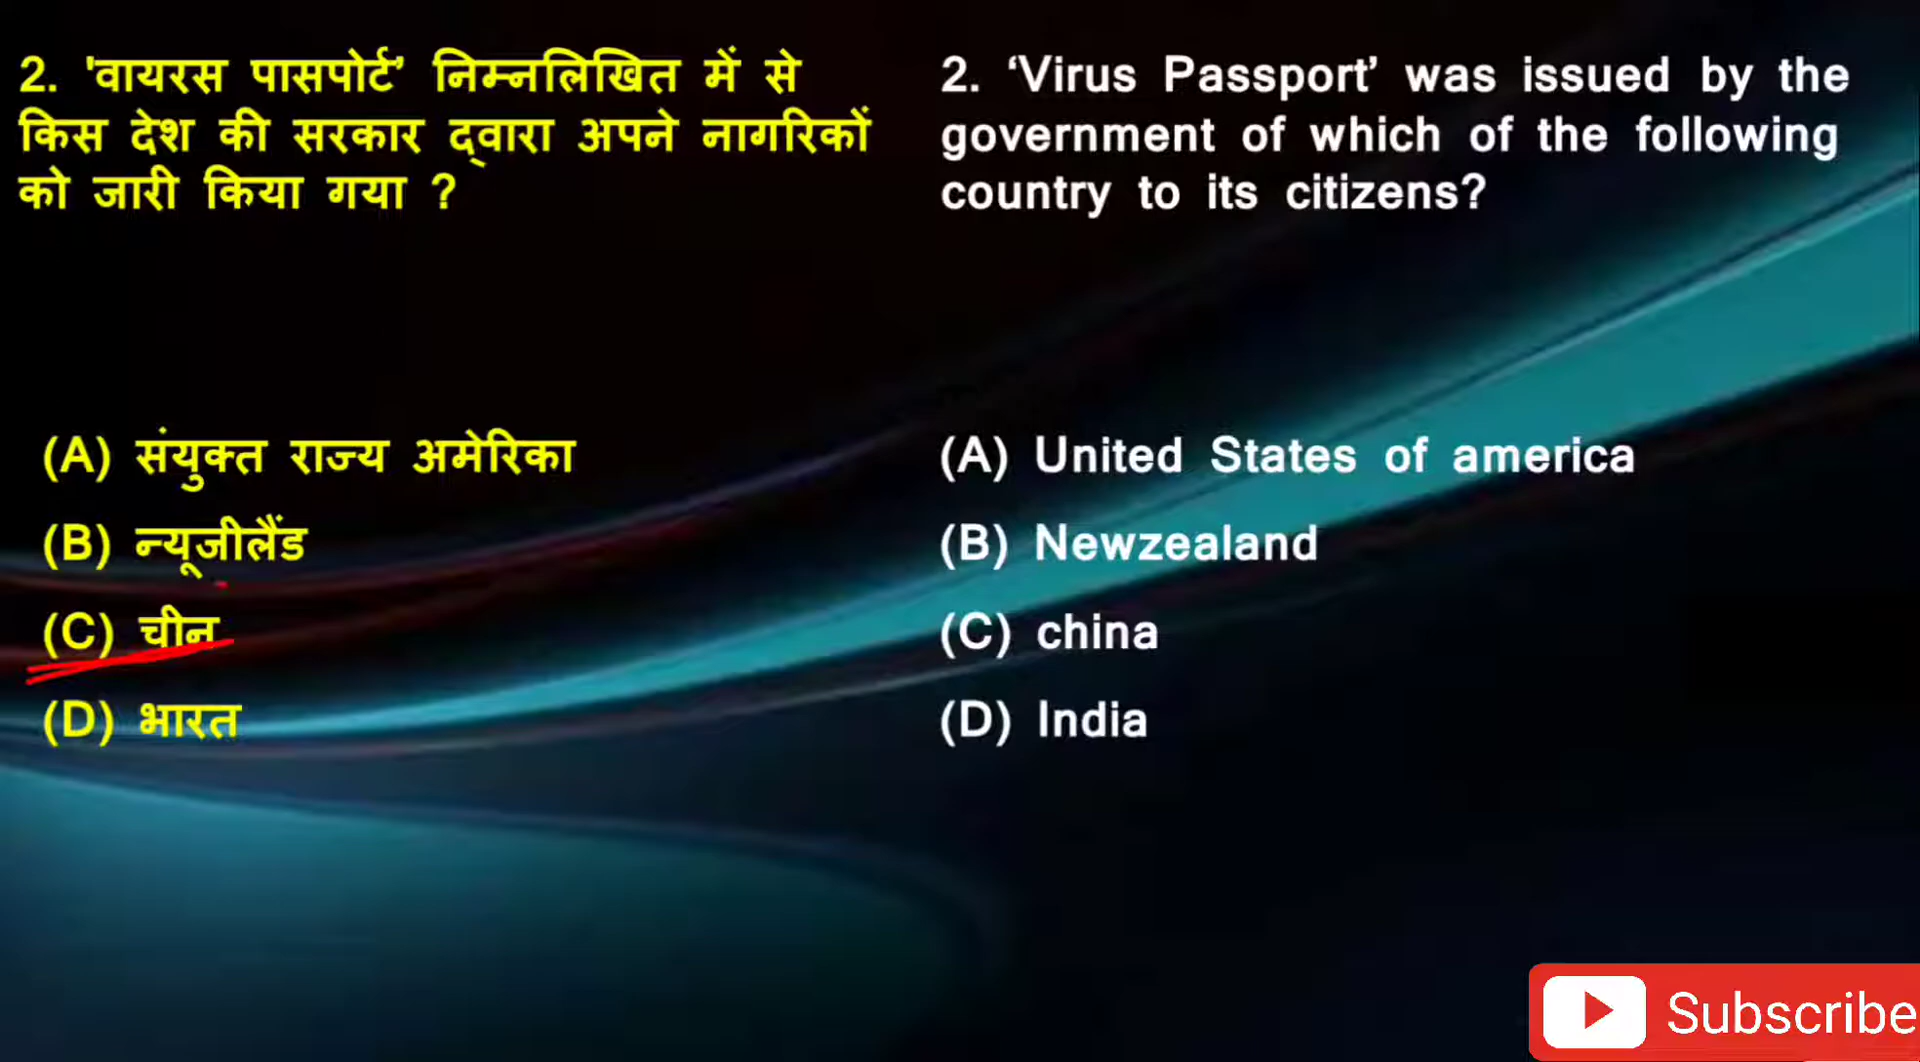 2. 'वायरस पासपोर्ट’ निम्नलिखित में से
किस देश की सरकार द्वारा अपने नागरिकों
को जारी किया गया ?
(A) संयुक्त राज्य अमेरिका
(B) न्यूजीलैंड
(C) चीन
(D) भारत
2. ‘Virus Passport’ was issued by the
government of which of the following
country to its citizens?
(A) United States of america
(B) Newzealand
(C) china
(D) India
Subscribe